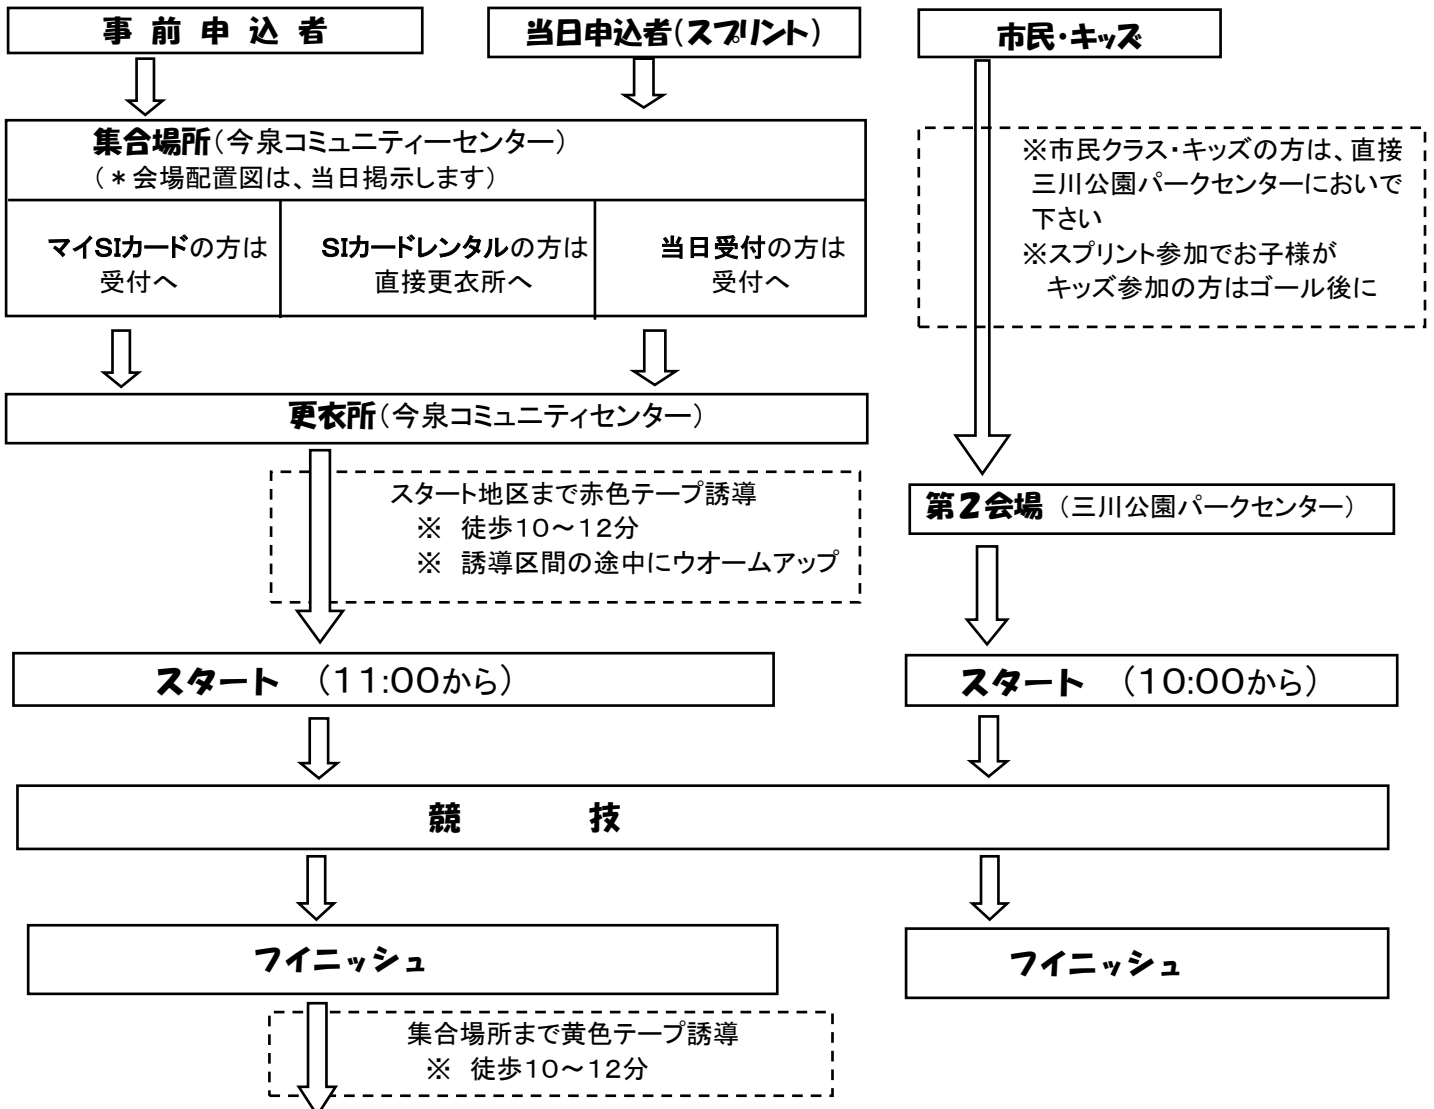 事前申込者
当日申込者(スプリント)
市民・キッズ
集合場所(今泉コミュニティーセンター)
(*会場配置図は、当日掲示します)
マイSIカードの方は
受付へ
SIカードレンタルの方は
直接更衣所へ
当日受付の方は
受付へ
※市民クラス・キッズの方は、直接
三川公園パークセンターにおいで
下さい
※スプリント参加でお子様が
キッズ参加の方はゴール後に
更衣所(今泉コミュニティセンター)
スタート地区まで赤色テープ誘導
※ 徒歩10~12分
※ 誘導区間の途中にウオームアップ
第2会場 (三川公園パークセンター)
スタート (11:00から)
スタート (10:00から)
競 技
フイニッシュ
フイニッシュ
集合場所まで黄色テープ誘導
※ 徒歩10~12分